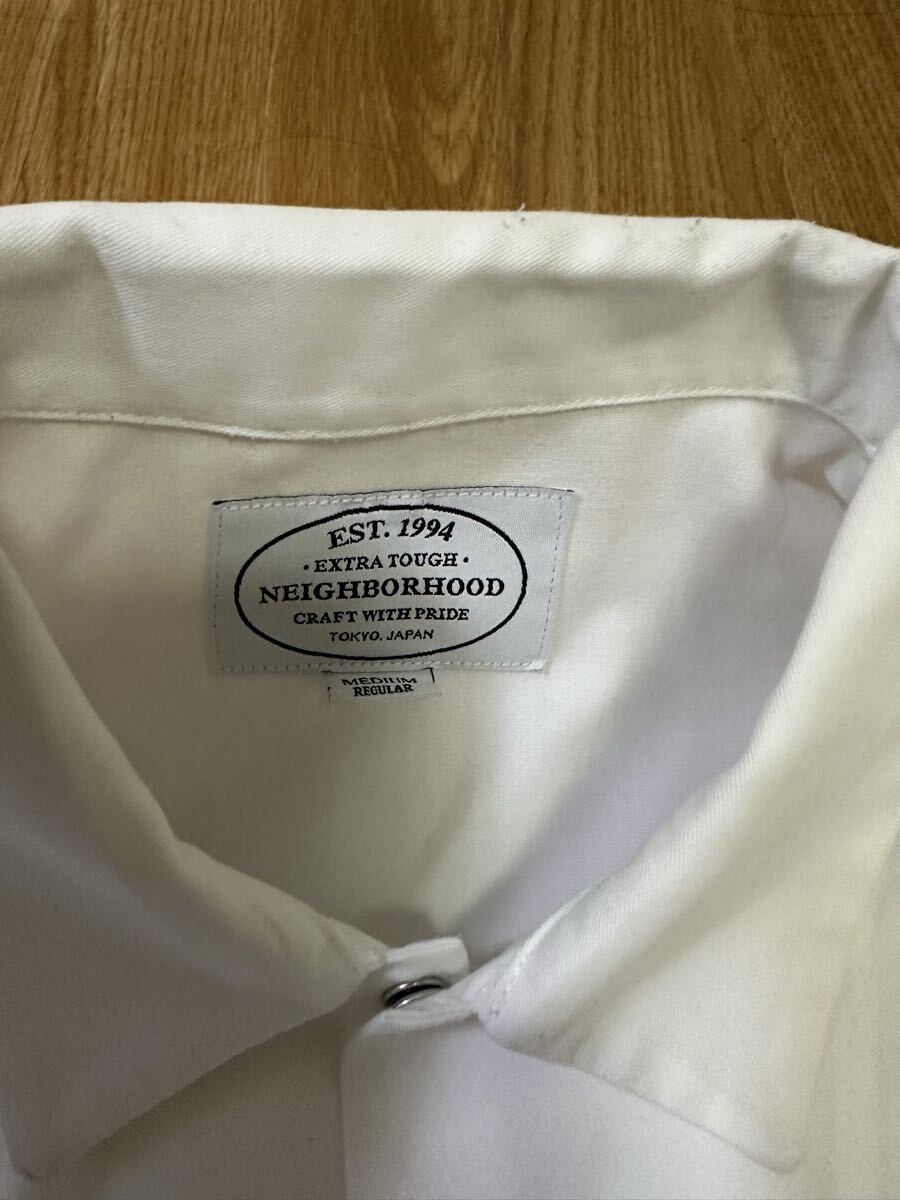 EST. 1994
• EXTRA TOUGH •
NEIGHBORHOOD
CRAFT WITH PRIDE
TOKYO, JAPAN
MEDIUM
REGULAR